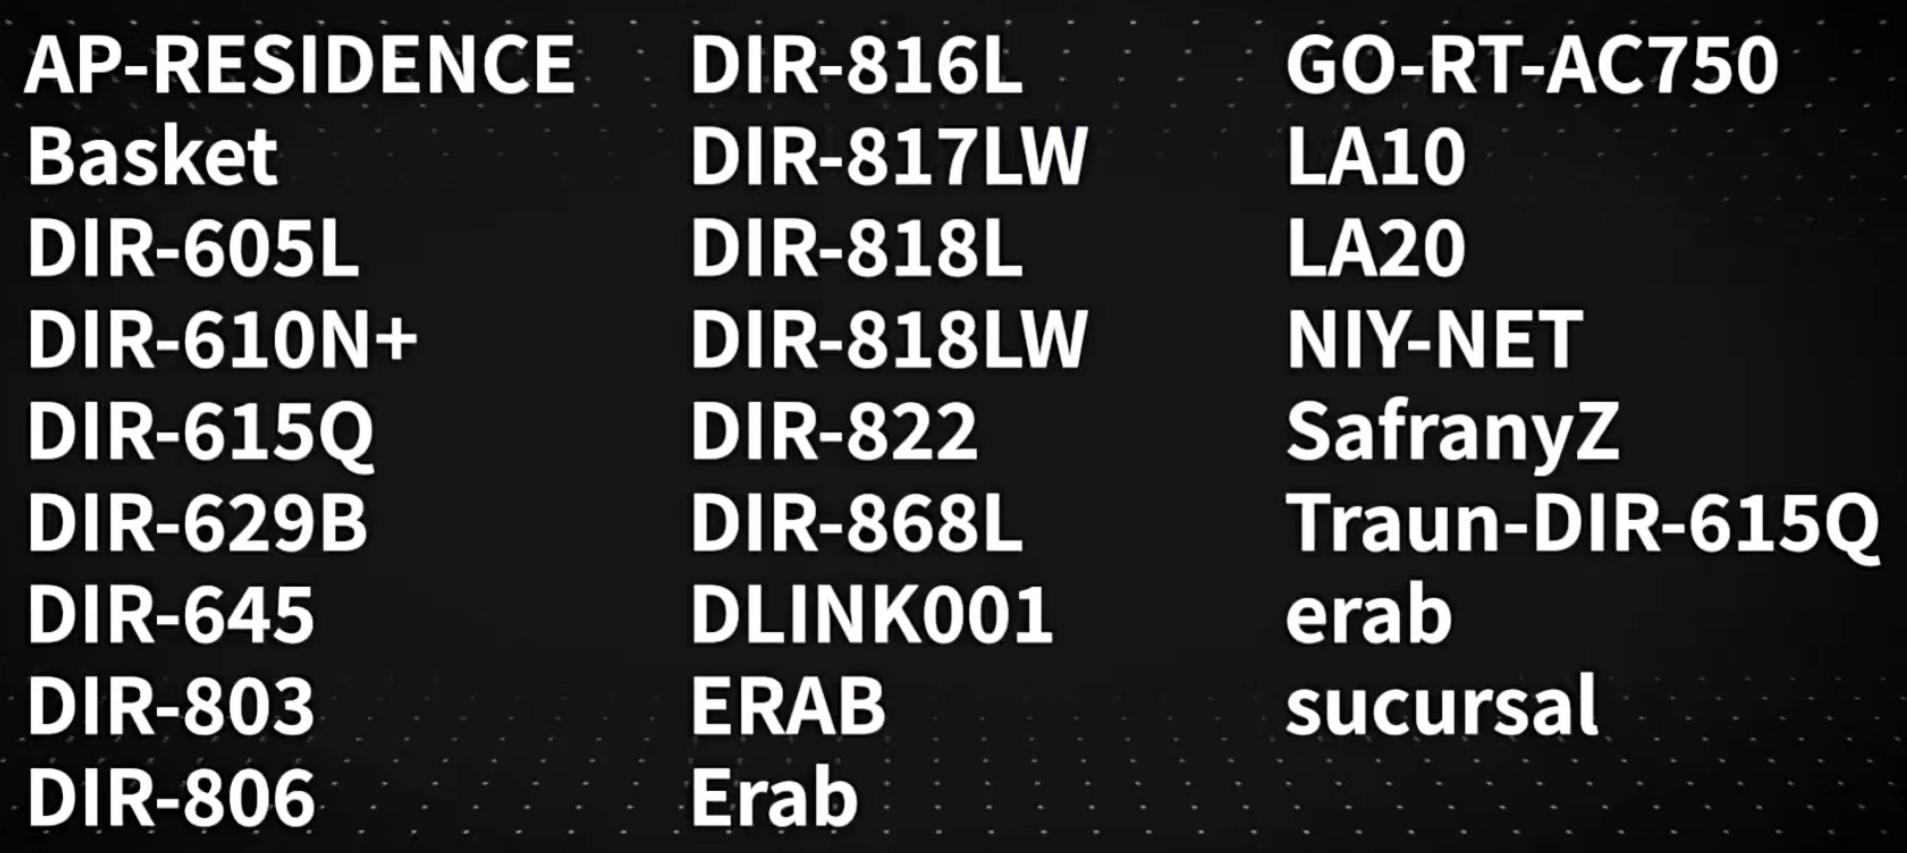 AP-RESIDENCE
Basket
DIR-605L
DIR-610N+
DIR-615Q
DIR-629B
DIR-645
DIR-803
DIR-806
DIR-816L
DIR-817LW
DIR-818L
DIR-818LW
DIR-822
DIR-868L
DLINK001
ERAB
Erab
GO-RT-AC750
LA10
LA20
NIY-NET
SafranyZ
Traun-DIR-615Q
erab
sucursal